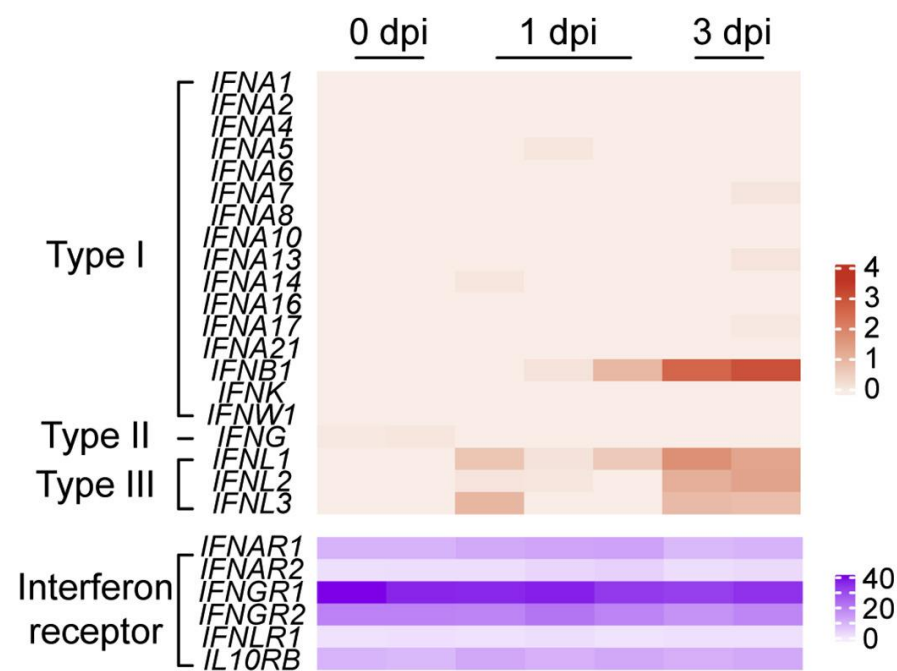 0 dpi 1 dpi 3 dpi
IFNA1
IFNA2
IFNA4
IFNA5
IFNA6
IFNA7
IFNA8
IFNA10
IFNA13
IFNA14
IFNA16
IFNA17
IFNA21
IFNB1
IFNK
IFNW1
IFNG
IFNL1
IFNL2
IFNL3
Type I
Type II
Type III
4
3
2
1
0
IFNAR1
IFNAR2
IFNGR1
IFNGR2
IFNLR1
IL10RB
Interferon
receptor
40
20
0